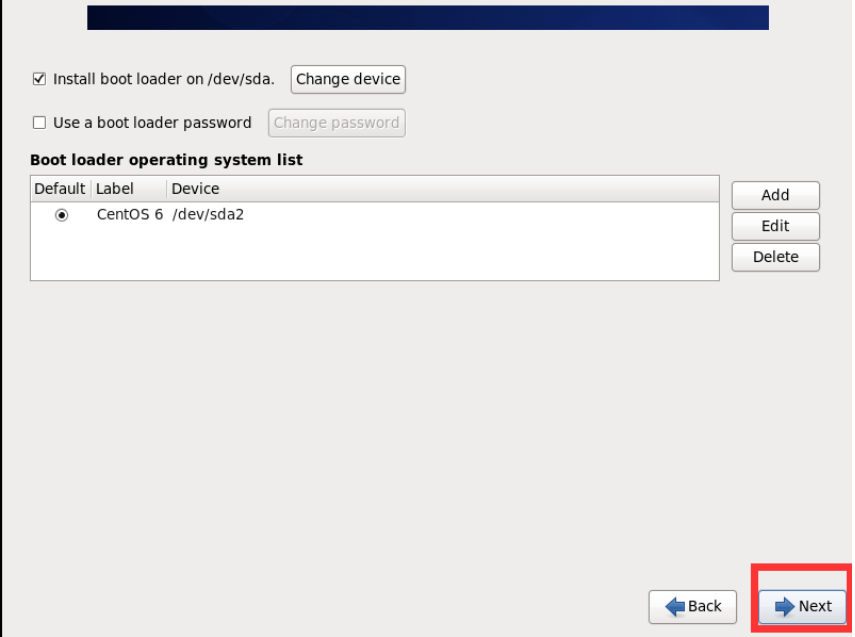 Install boot loader on /dev/sda. Change device
Use a boot loader password Change password
Boot loader operating system list
Default Label Device
CentOS 6 /dev/sda2
Add
Edit
Delete
Back Next